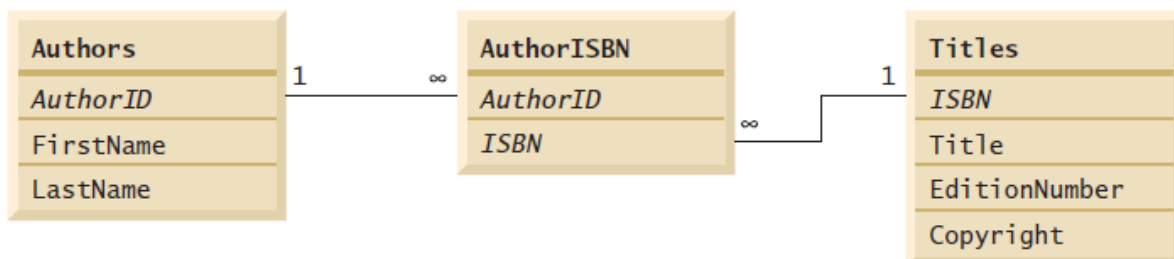 Authors
AuthorID
FirstName
LastName
1
∞
AuthorISBN
AuthorID
ISBN
∞
1
Titles
ISBN
Title
EditionNumber
Copyright